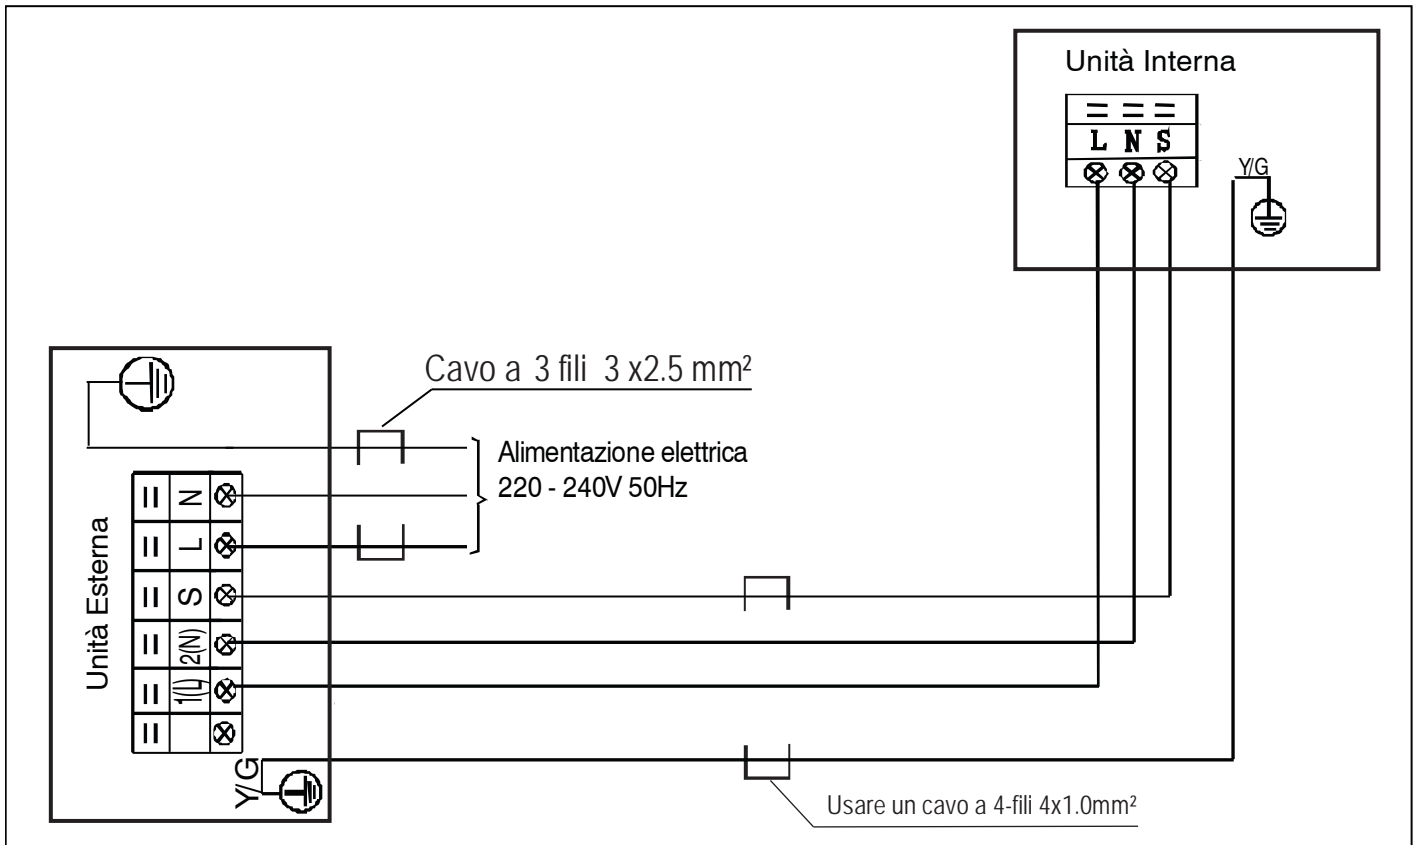 Unità Interna
L N S
Y/G
Cavo a 3 fili 3 x2.5 mm²
Alimentazione elettrica
220 - 240V 50Hz
Unità Esterna
N
L
S
2(N)
1(L)
Y/G
Usare un cavo a 4-fili 4x1.0mm²